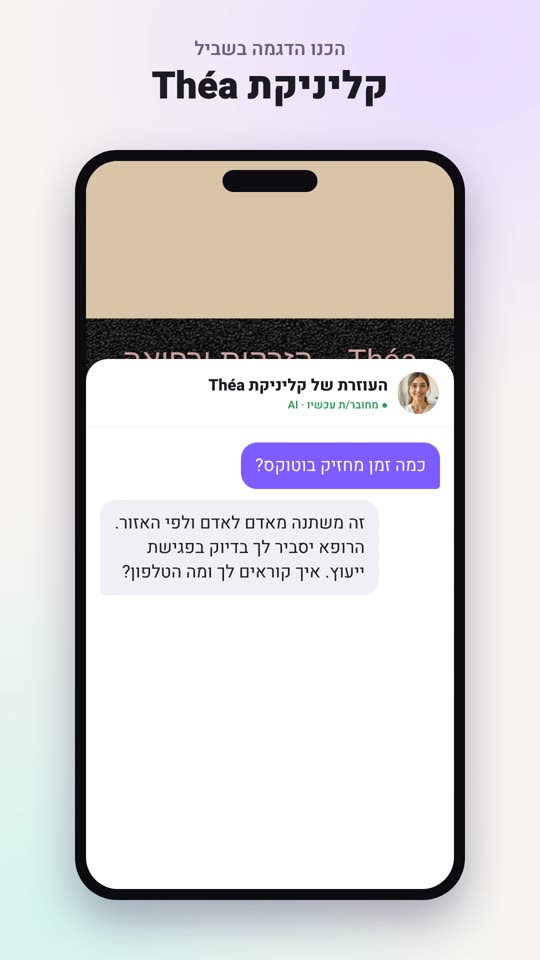 הכנו הדגמה בשביל
קליניקת Théa
Théa
העוזרת של קליניקת Théa
מחובר/ת עכשיו · AI
כמה זמן מחזיק בוטוקס?
זה משתנה מאדם לאדם ולפי האזור.
הרופא יסביר לך בדיוק בפגישת
ייעוץ. איך קוראים לך ומה הטלפון?